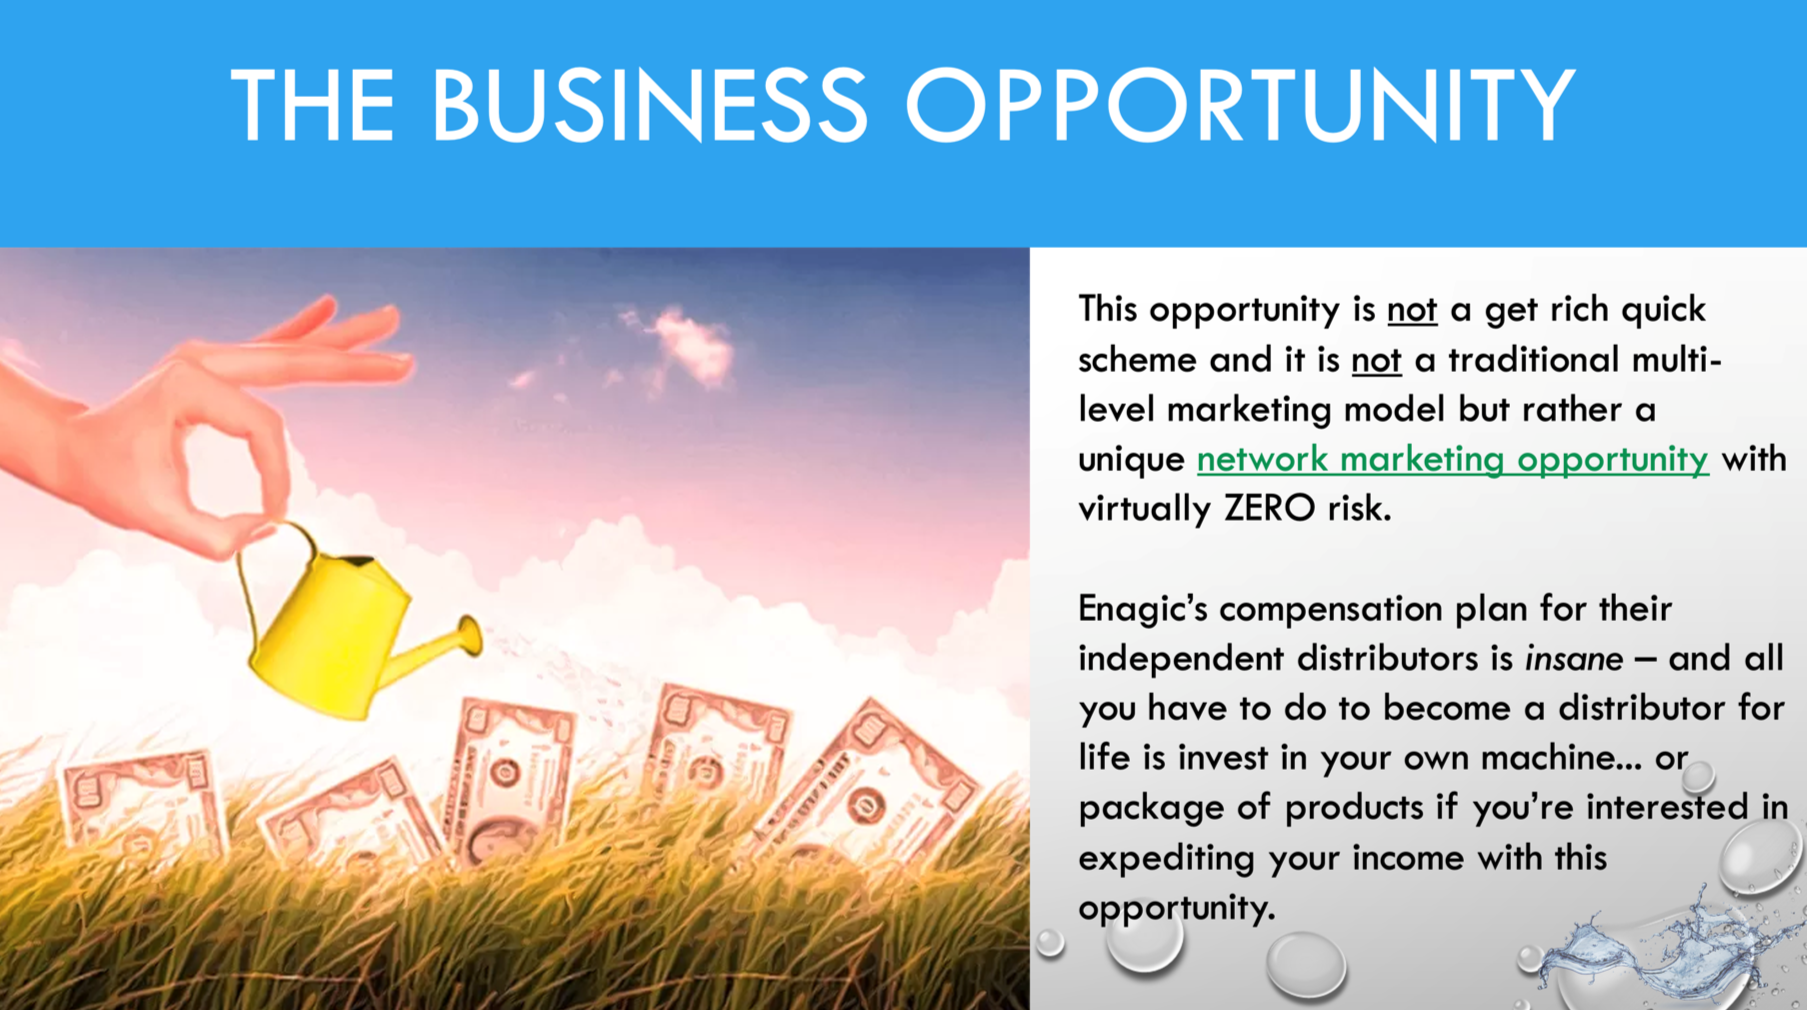 THE BUSINESS OPPORTUNITY
This opportunity is not a get rich quick
scheme and it is not a traditional multi-
level marketing model but rather a
unique network marketing opportunity with
virtually ZERO risk.
Enagic’s compensation plan for their
independent distributors is insane – and all
you have to do to become a distributor for
life is invest in your own machine... or
package of products if you’re interested in
expediting your income with this
opportunity.